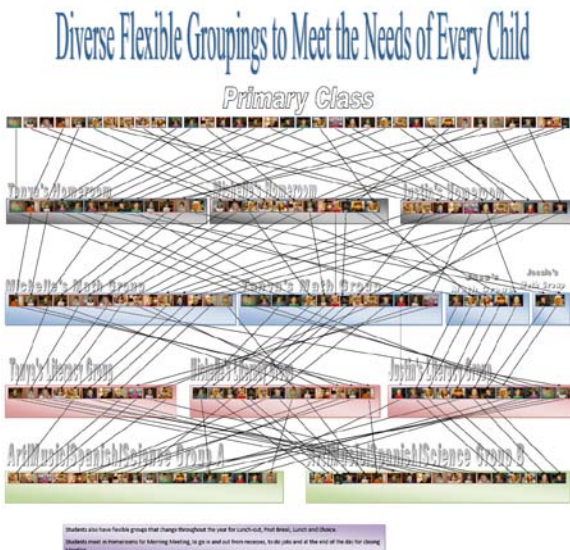 Diverse Flexible Groupings to Meet the Needs of Every Child
Primary Class
Tonya's Homeroom Michelle's Homeroom Justin's Homeroom
Michelle's Math Group Tonya's Math Group Math Group Jessie's Math Group
Tonya's Literacy Group Michelle's Literacy Group Justin's Literacy Group
Art/Music/Spanish/Science Group A Art/Music/Spanish/Science Group B
Students also have flexible groups that change throughout the year for Lunch-out, Fruit Break, Lunch and Choice.
Students meet in Homerooms for Morning Meeting, to go in and out from recesses, to do jobs and at the end of the day for closing
Meeting.